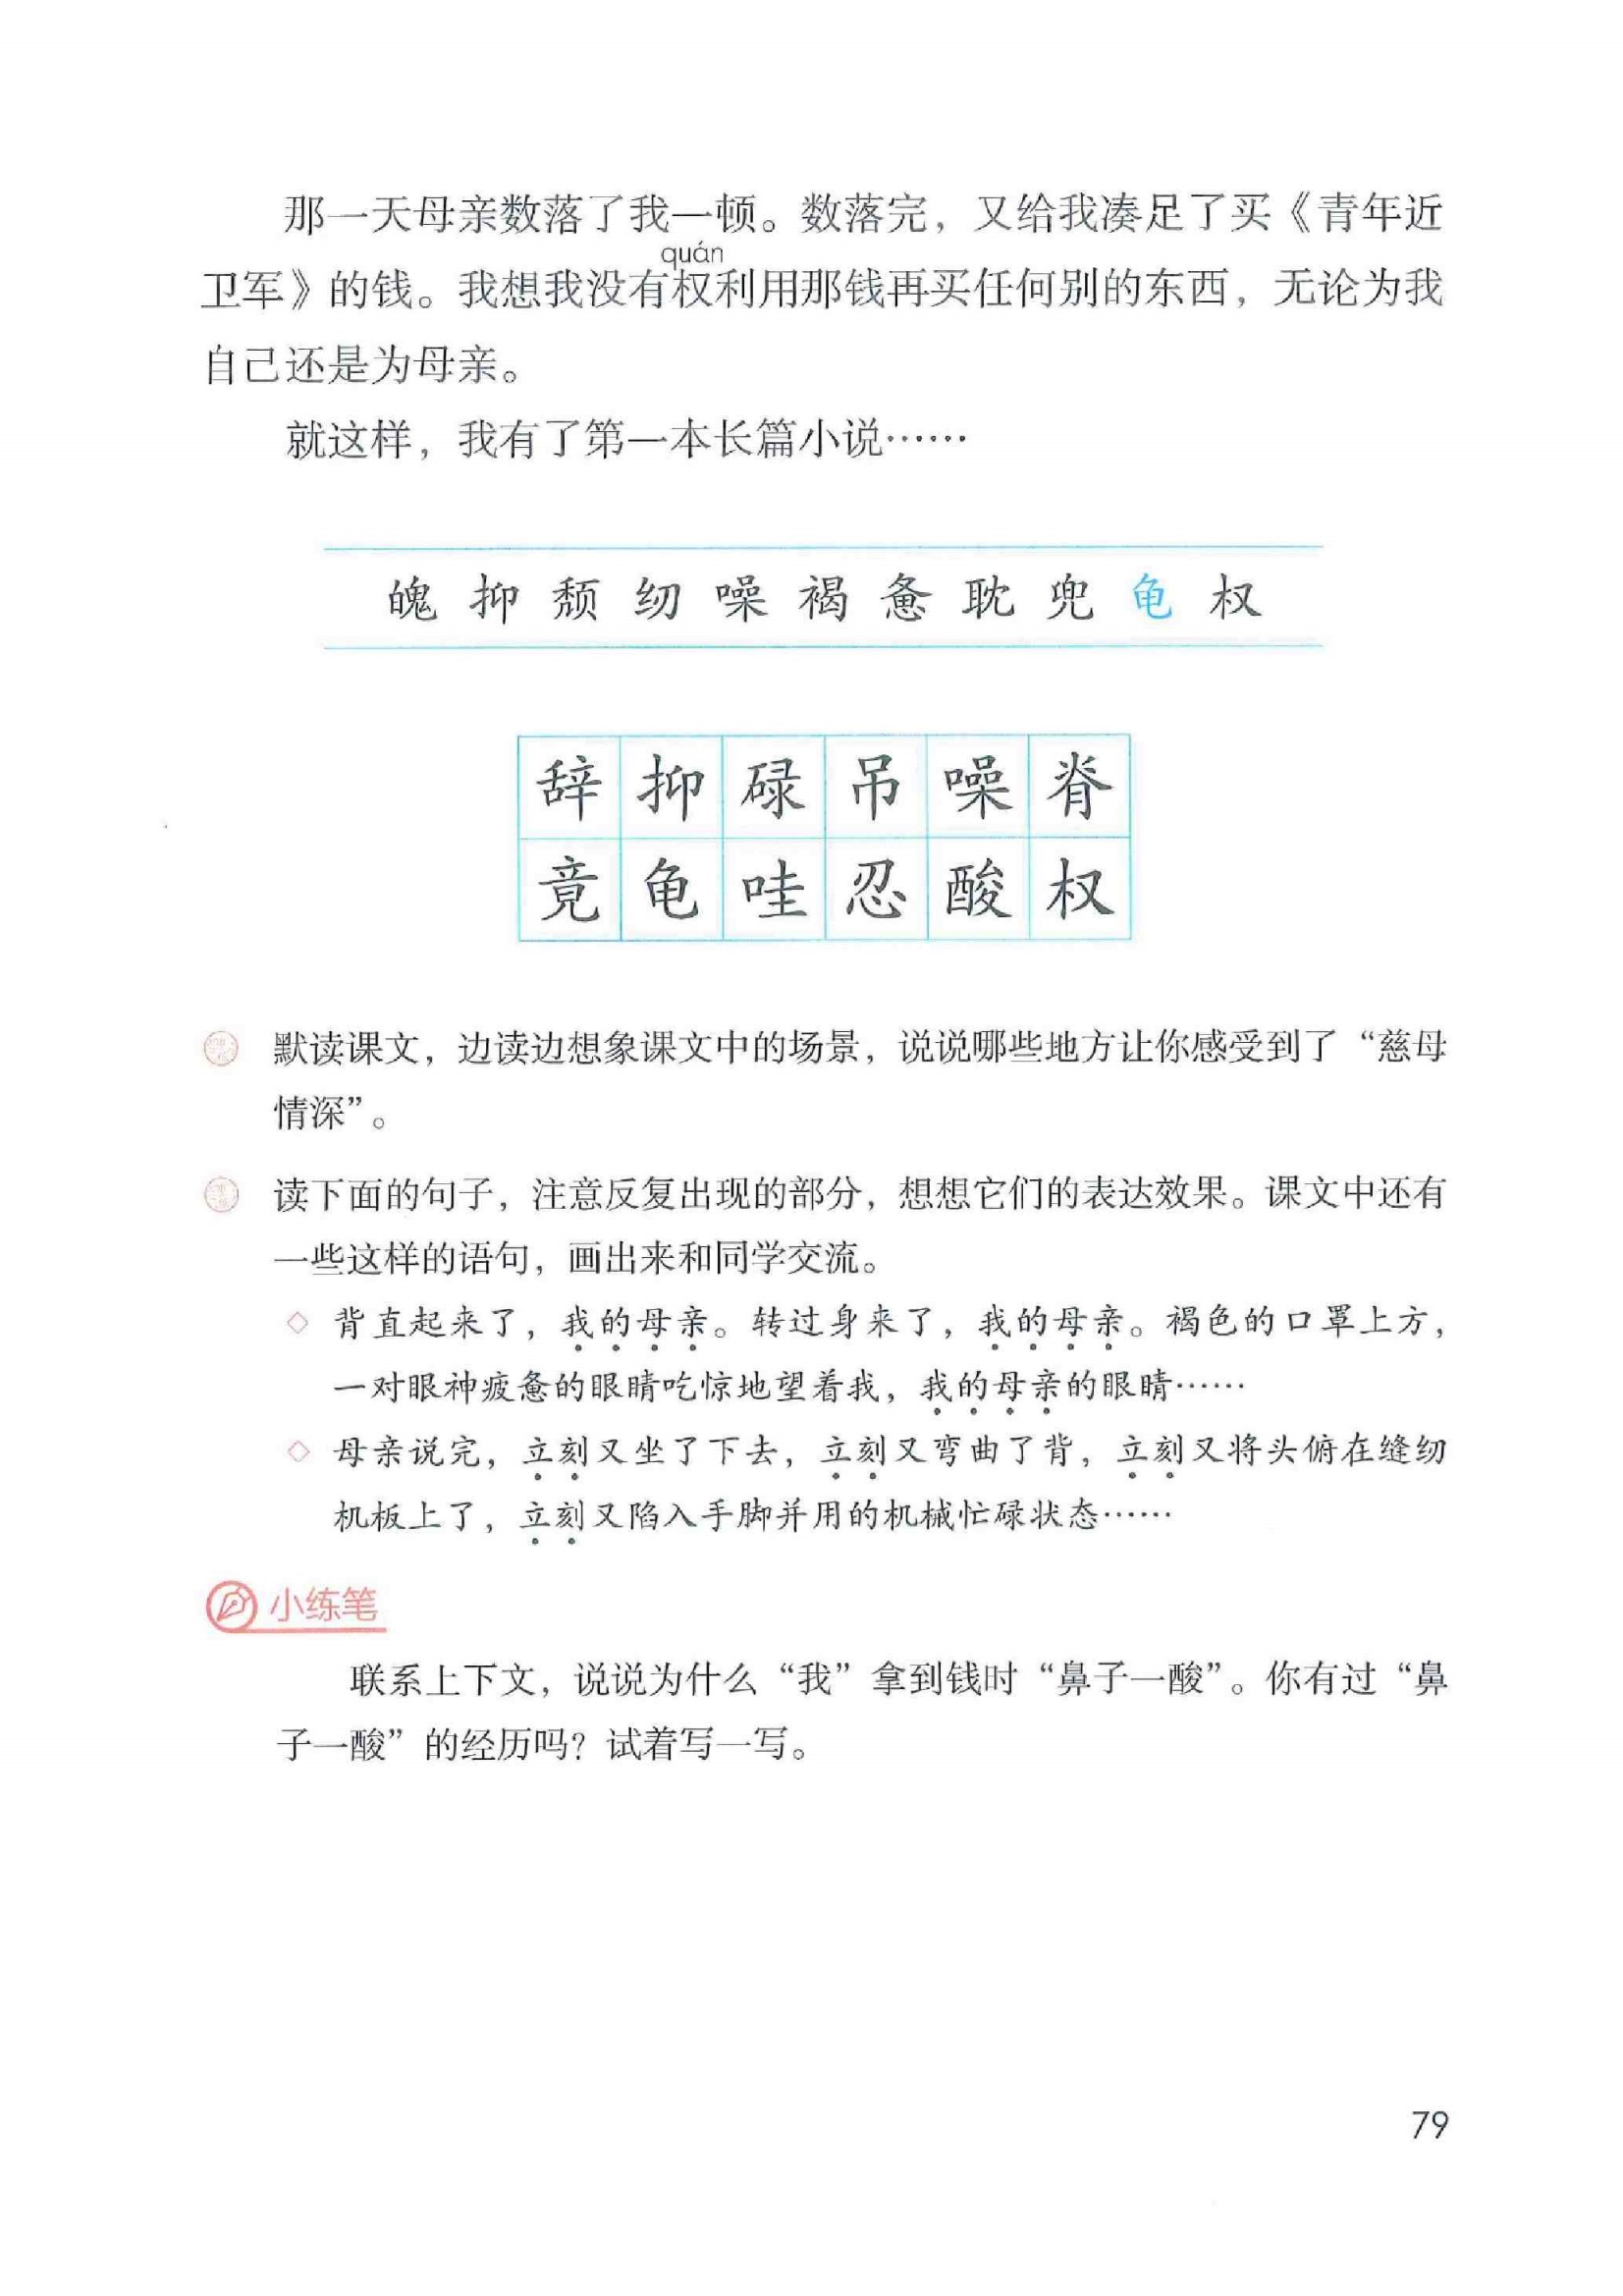 那一天母亲数落了我一顿。数落完，又给我凑足了买《青年近
quán
卫军》的钱。我想我没有权利用那钱再买任何别的东西，无论为我
自己还是为母亲。
就这样，我有了第一本长篇小说……
魄 抑 颓 纫 噪 褐 惫 耽 兜 龟 权
辞 抑 碌 吊 噪 脊
竟 龟 哇 忍 酸 权
默读课文，边读边想象课文中的场景，说说哪些地方让你感受到了“慈母
情深”。
读下面的句子，注意反复出现的部分，想想它们的表达效果。课文中还有
一些这样的语句，画出来和同学交流。
◇ 背直起来了，我的母亲。转过身来了，我的母亲。褐色的口罩上方，
一对眼神疲惫的眼睛吃惊地望着我，我的母亲的眼睛……
◇ 母亲说完，立刻又坐了下去，立刻又弯曲了背，立刻又将头俯在缝纫
机板上了，立刻又陷入手脚并用的机械忙碌状态……
小练笔
联系上下文，说说为什么“我”拿到钱时“鼻子一酸”。你有过“鼻
子一酸”的经历吗？试着写一写。
79